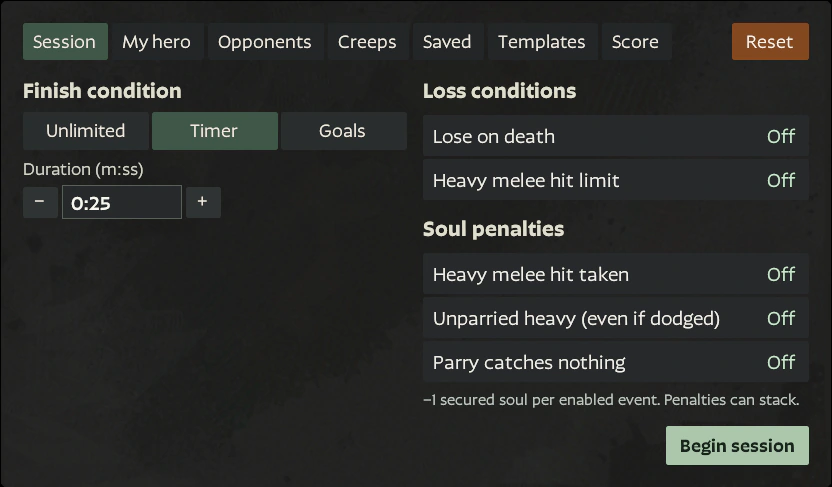 Session My hero Opponents Creeps Saved Templates Score Reset
Finish condition
Unlimited Timer Goals
Duration (m:ss)
− 0:25 +
Loss conditions
Lose on death Off
Heavy melee hit limit Off
Soul penalties
Heavy melee hit taken Off
Unparried heavy (even if dodged) Off
Parry catches nothing Off
−1 secured soul per enabled event. Penalties can stack.
Begin session